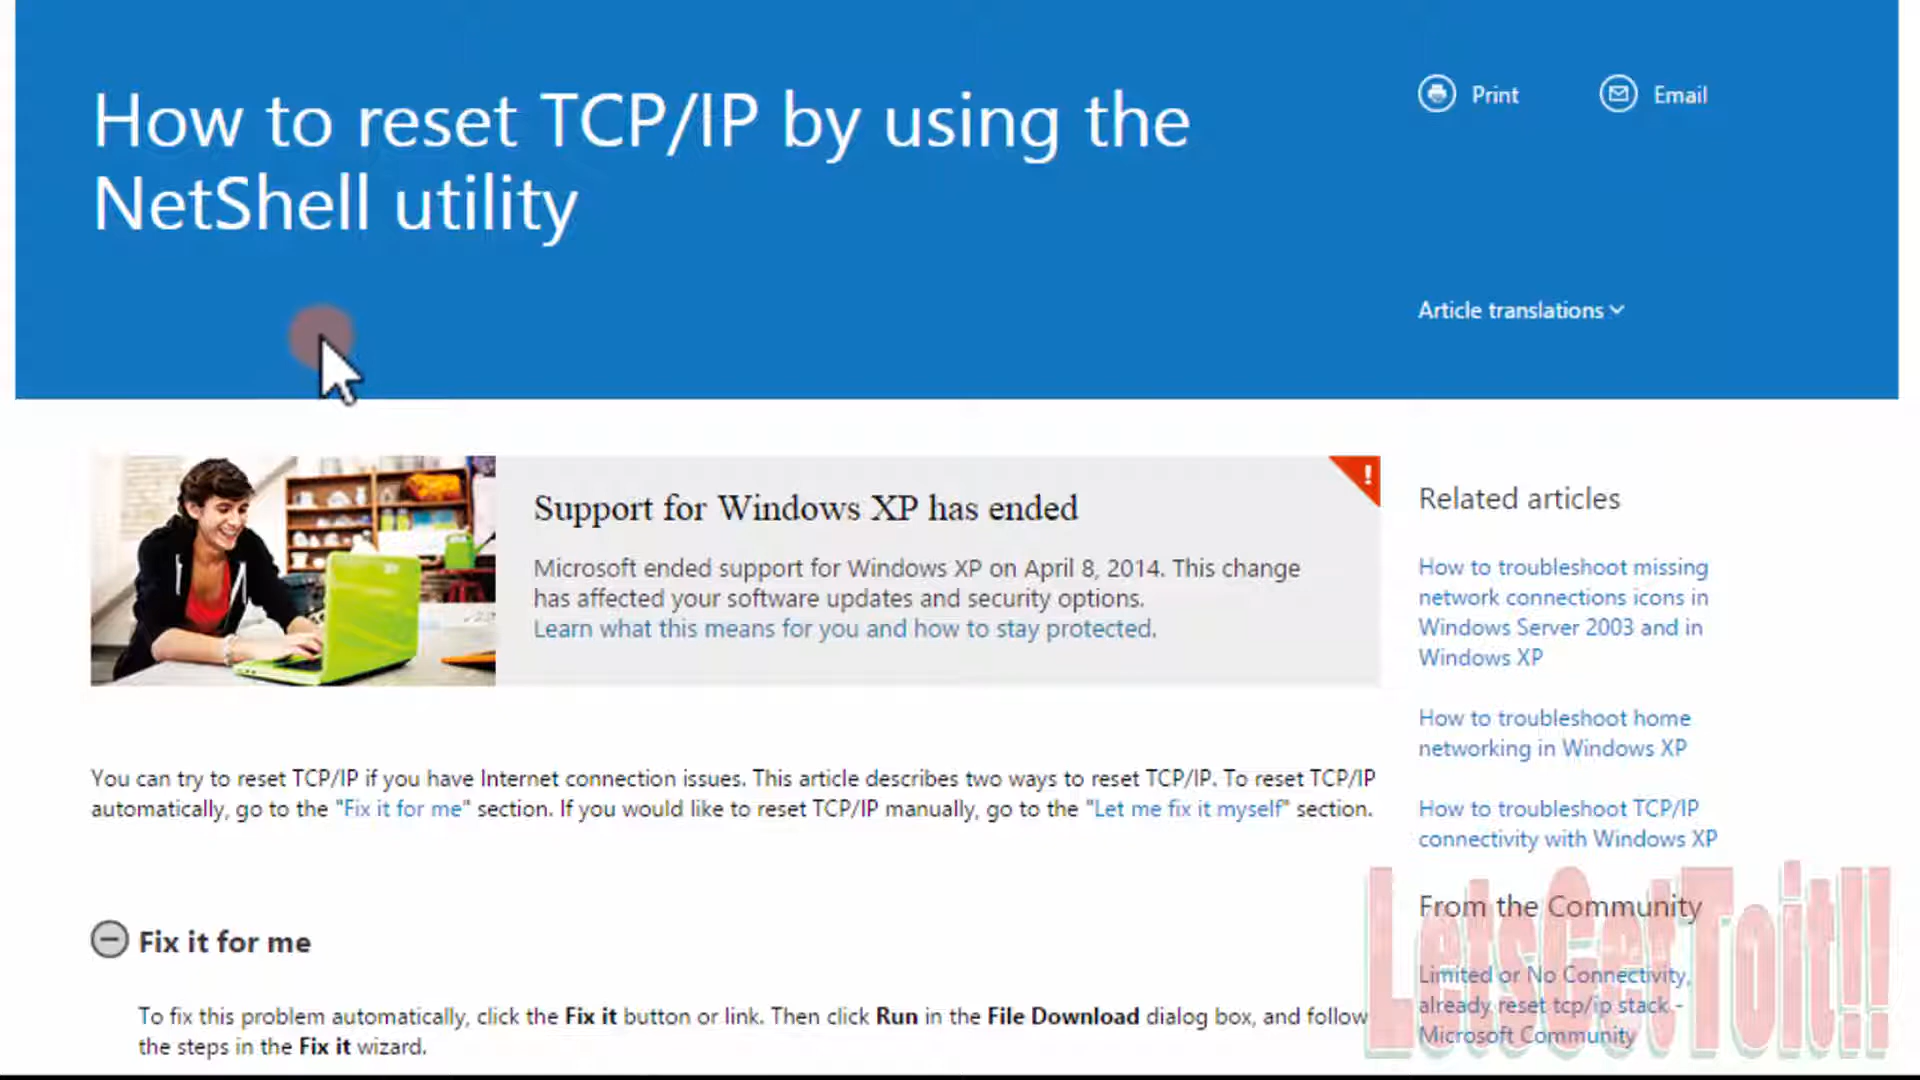 How to reset TCP/IP by using the
NetShell utility
Print
Email
Article translations
Support for Windows XP has ended
Microsoft ended support for Windows XP on April 8, 2014. This change
has affected your software updates and security options.
Learn what this means for you and how to stay protected.
!
You can try to reset TCP/IP if you have Internet connection issues. This article describes two ways to reset TCP/IP. To reset TCP/IP
automatically, go to the "Fix it for me" section. If you would like to reset TCP/IP manually, go to the "Let me fix it myself" section.
Fix it for me
To fix this problem automatically, click the Fix it button or link. Then click Run in the File Download dialog box, and follow
the steps in the Fix it wizard.
Related articles
How to troubleshoot missing
network connections icons in
Windows Server 2003 and in
Windows XP
How to troubleshoot home
networking in Windows XP
How to troubleshoot TCP/IP
connectivity with Windows XP
From the Community
Limited or No Connectivity,
already reset tcp/ip stack -
Microsoft Community
LetsGetToit!!